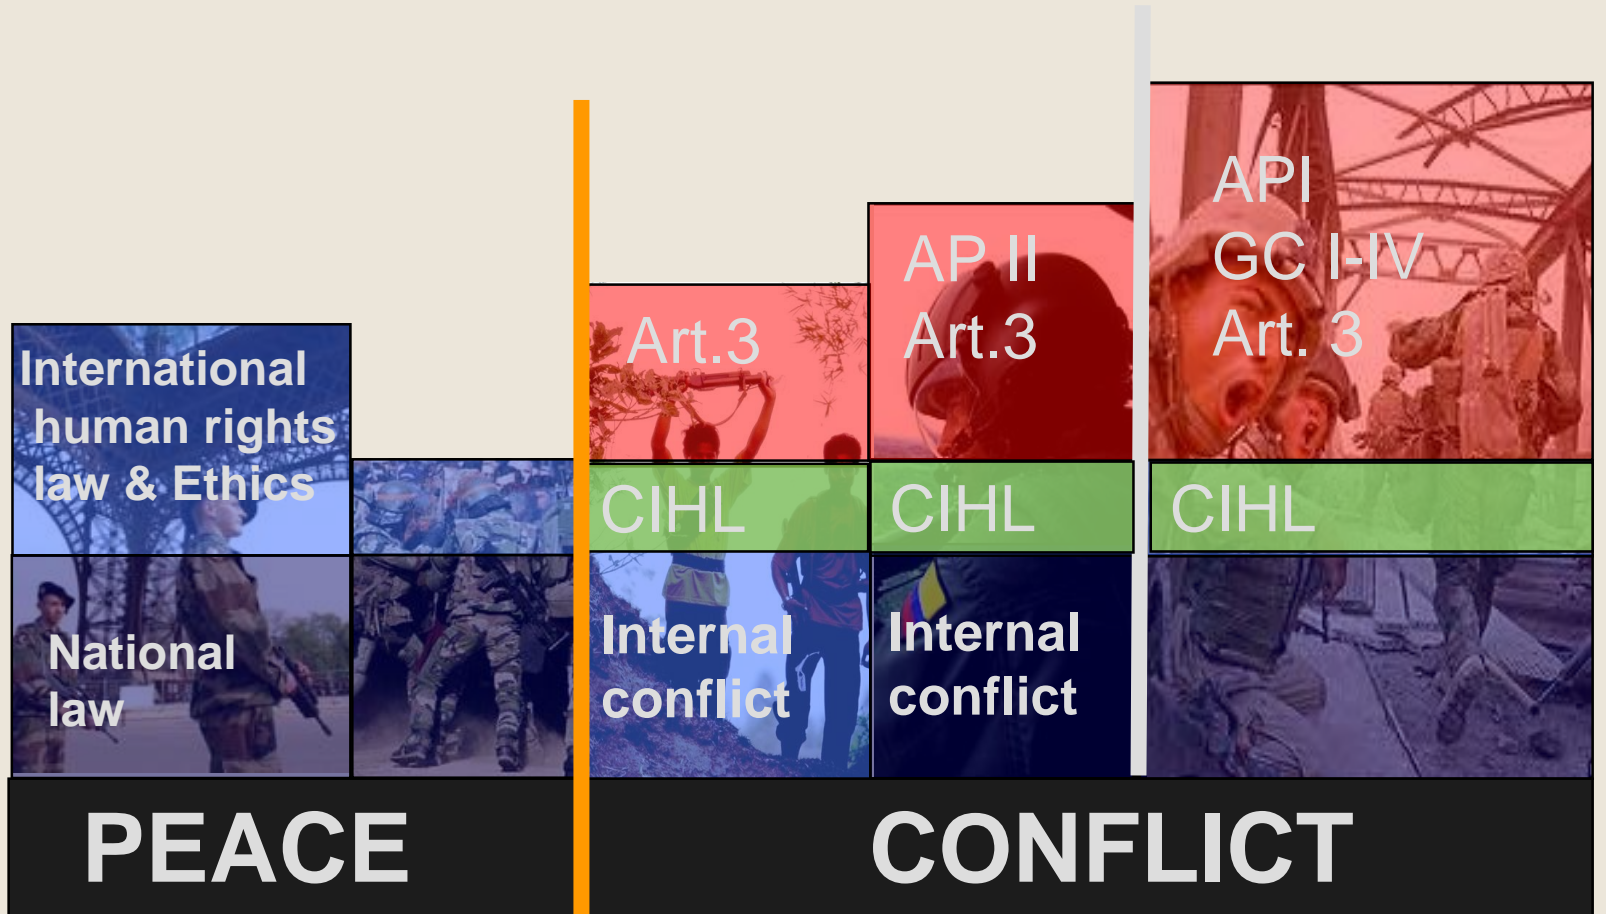 International
human rights
law & Ethics
National
law
Art.3
CIHL
Internal
conflict
AP II
Art.3
CIHL
Internal
conflict
API
GC I-IV
Art. 3
CIHL
PEACE
CONFLICT